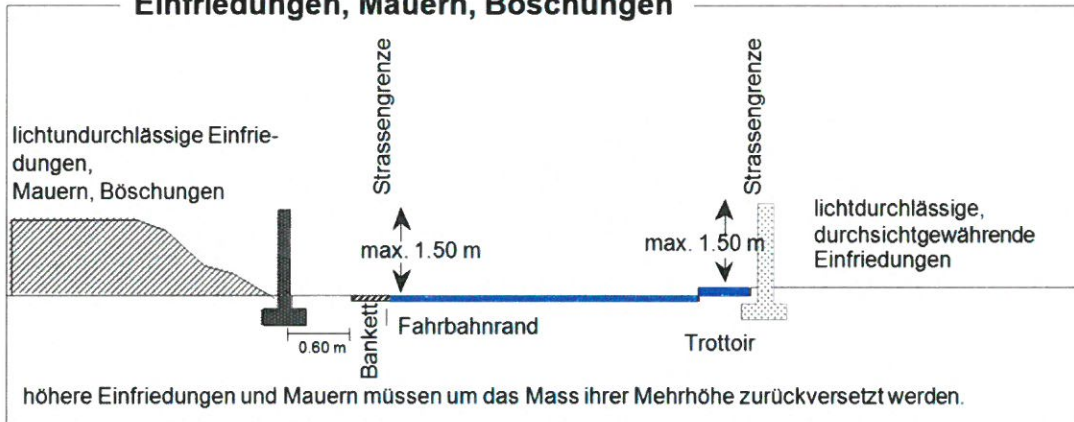 Einfriedungen, Mauern, Böschungen
Strassengrenze
Strassengrenze
lichtundurchlässige Einfrie-
dungen,
Mauern, Böschungen
max. 1.50 m
max. 1.50 m
lichtdurchlässige,
durchsichtgewährende
Einfriedungen
0.60 m
Bankett
Fahrbahnrand
Trottoir
höhere Einfriedungen und Mauern müssen um das Mass ihrer Mehrhöhe zurückversetzt werden.